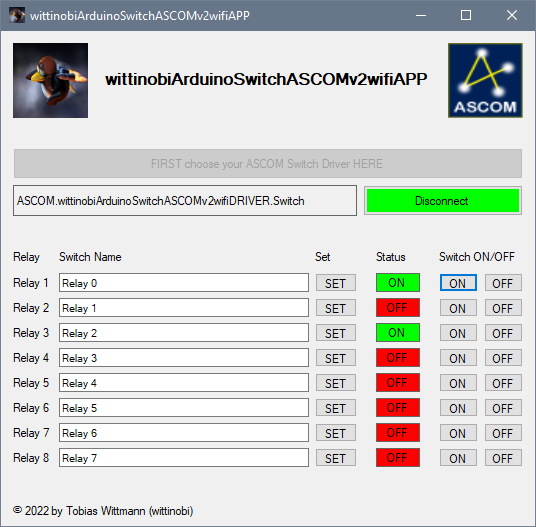 wittinobiArduinoSwitchASCOMv2wifiAPP
wittinobiArduinoSwitchASCOMv2wifiAPP
ASCOM
FIRST choose your ASCOM Switch Driver HERE
ASCOM.wittinobiArduinoSwitchASCOMv2wifiDRIVER.Switch Disconnect
Relay Switch Name Set Status Switch ON/OFF
Relay 1 Relay 0 SET ON ON OFF
Relay 2 Relay 1 SET OFF ON OFF
Relay 3 Relay 2 SET ON ON OFF
Relay 4 Relay 3 SET OFF ON OFF
Relay 5 Relay 4 SET OFF ON OFF
Relay 6 Relay 5 SET OFF ON OFF
Relay 7 Relay 6 SET OFF ON OFF
Relay 8 Relay 7 SET OFF ON OFF
© 2022 by Tobias Wittmann (wittinobi)